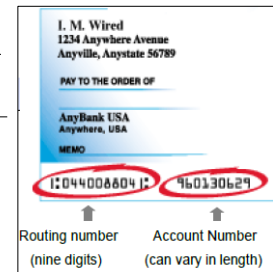 I. M. Wired
1234 Anywhere Avenue
Anyville, Anystate 56789
PAY TO THE ORDER OF
AnyBank USA
Anywhere, USA
MEMO
⑆044008804⑆ 960130629
Routing number Account Number
(nine digits) (can vary in length)